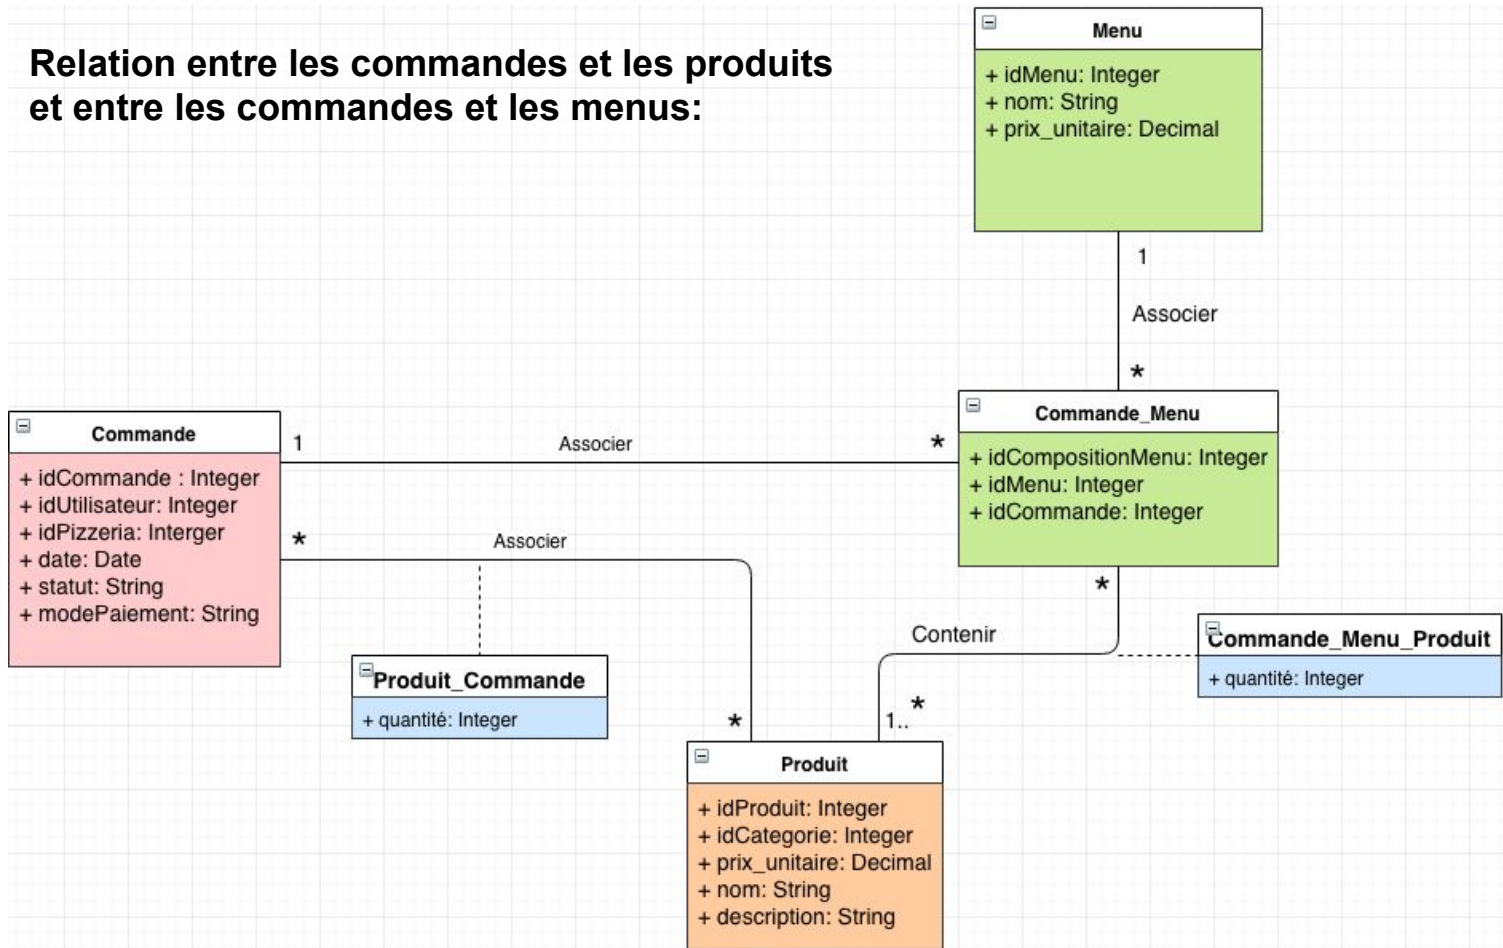 Relation entre les commandes et les produits
et entre les commandes et les menus:
Menu
+ idMenu: Integer
+ nom: String
+ prix_unitaire: Decimal
1
Associer
*
Commande_Menu
+ idCompositionMenu: Integer
+ idMenu: Integer
+ idCommande: Integer
Commande
+ idCommande : Integer
+ idUtilisateur: Integer
+ idPizzeria: Interger
+ date: Date
+ statut: String
+ modePaiement: String
1
Associer
*
*
Associer
*
Produit_Commande
+ quantité: Integer
*
Contenir
1..*
Commande_Menu_Produit
+ quantité: Integer
Produit
+ idProduit: Integer
+ idCategorie: Integer
+ prix_unitaire: Decimal
+ nom: String
+ description: String